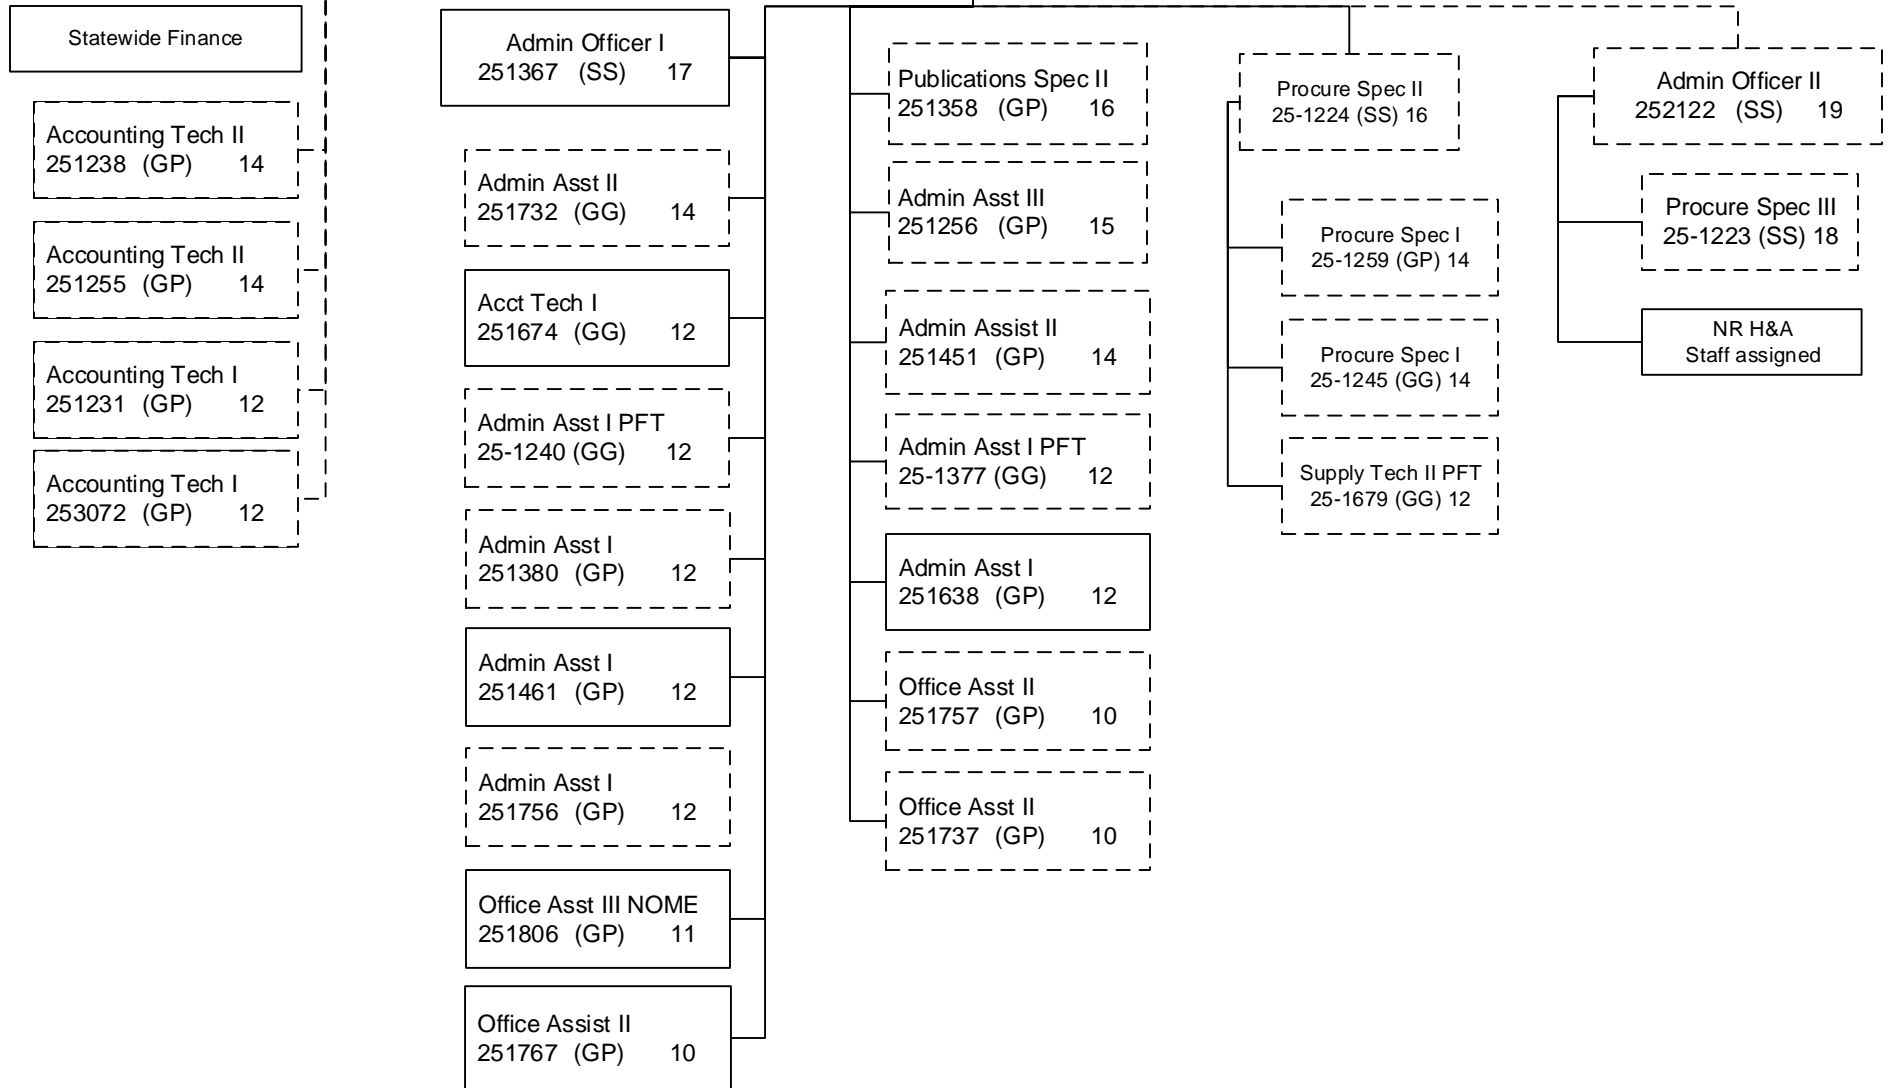 Statewide Finance
Accounting Tech II
251238 (GP) 14
Accounting Tech II
251255 (GP) 14
Accounting Tech I
251231 (GP) 12
Accounting Tech I
253072 (GP) 12
Admin Officer I
251367 (SS) 17
Admin Asst II
251732 (GG) 14
Acct Tech I
251674 (GG) 12
Admin Asst I PFT
25-1240 (GG) 12
Admin Asst I
251380 (GP) 12
Admin Asst I
251461 (GP) 12
Admin Asst I
251756 (GP) 12
Office Asst III NOME
251806 (GP) 11
Office Assist II
251767 (GP) 10
Publications Spec II
251358 (GP) 16
Admin Asst III
251256 (GP) 15
Admin Assist II
251451 (GP) 14
Admin Asst I PFT
25-1377 (GG) 12
Admin Asst I
251638 (GP) 12
Office Asst II
251757 (GP) 10
Office Asst II
251737 (GP) 10
Procure Spec II
25-1224 (SS) 16
Procure Spec I
25-1259 (GP) 14
Procure Spec I
25-1245 (GG) 14
Supply Tech II PFT
25-1679 (GG) 12
Admin Officer II
252122 (SS) 19
Procure Spec III
25-1223 (SS) 18
NR H&A
Staff assigned